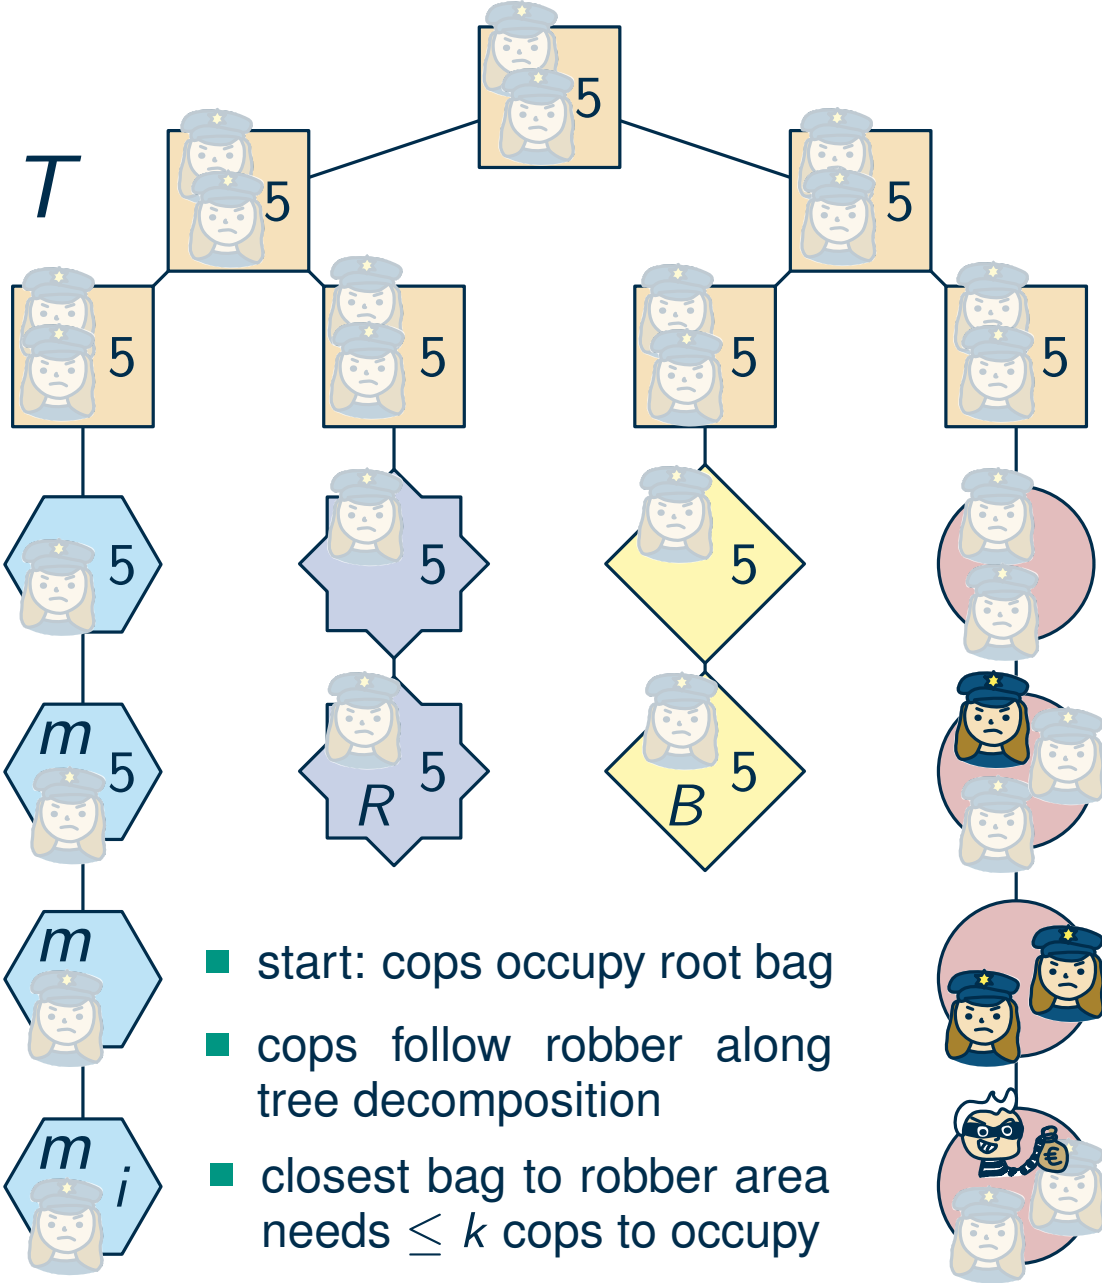 5
T
5
5
5
5
5
5
5
5
5
m
5
R
5
B
5
m
start: cops occupy root bag
cops follow robber along
tree decomposition
m
i
closest bag to robber area
needs ≤ k cops to occupy
€